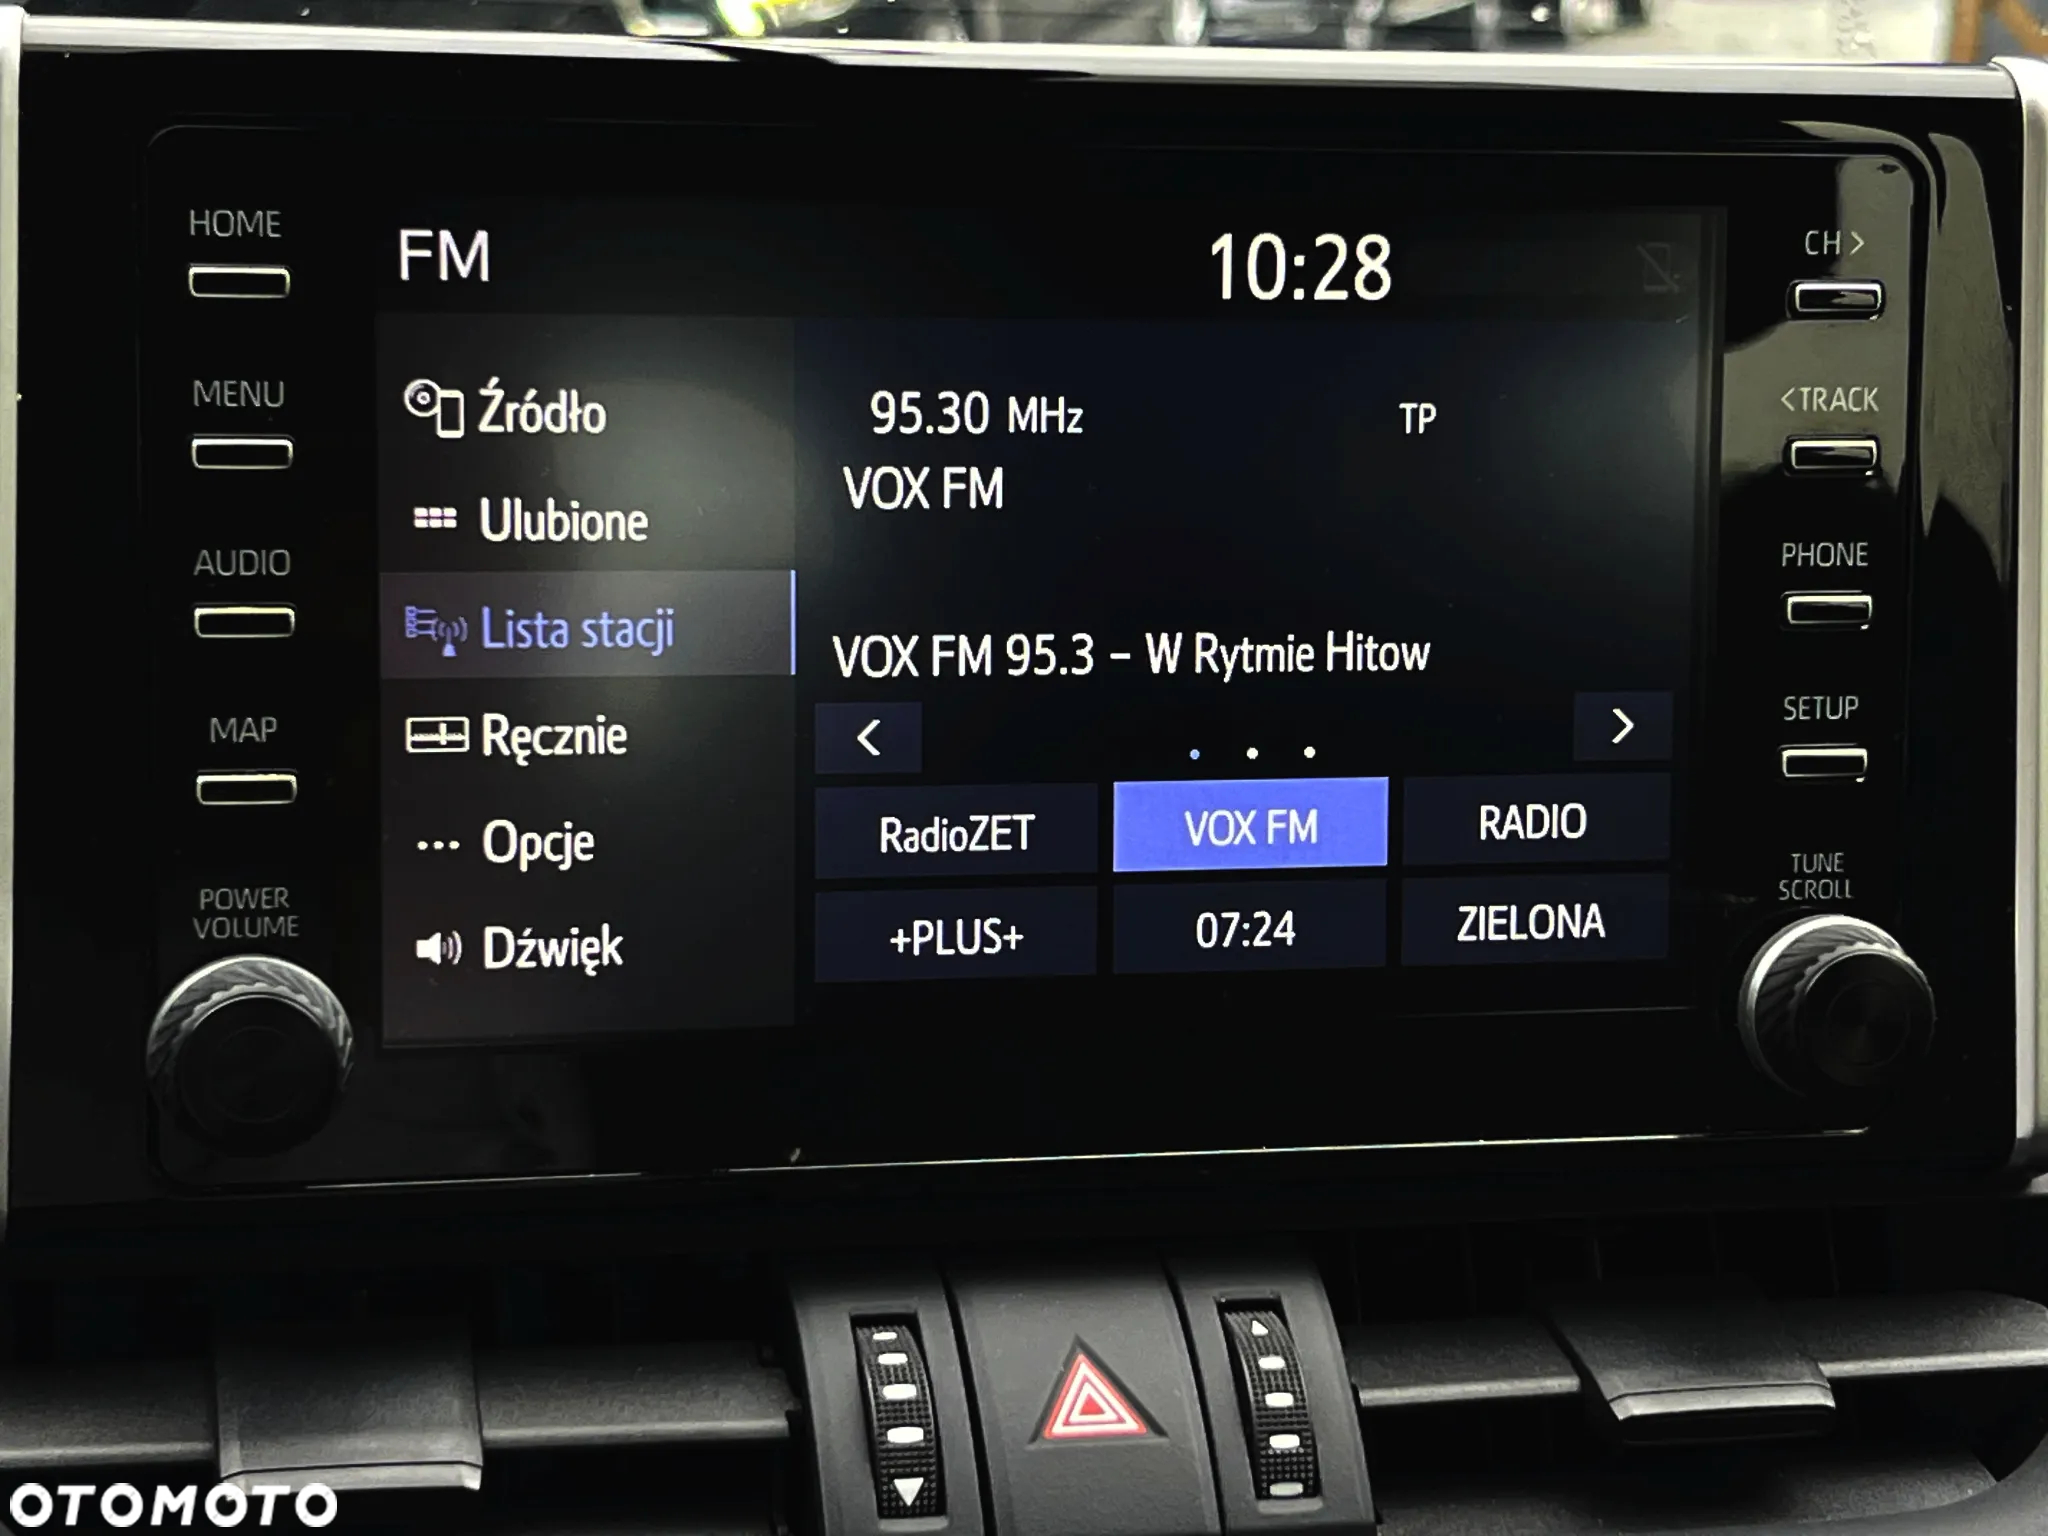 HOME
MENU
AUDIO
MAP
POWER
VOLUME
FM
10:28
Źródło
Ulubione
Lista stacji
Ręcznie
Opcje
Dźwięk
95.30 MHz
TP
VOX FM
VOX FM 95.3 – W Rytmie Hitow
<
>
RadioZET
VOX FM
RADIO
+PLUS+
07:24
ZIELONA
CH >
<TRACK
PHONE
SETUP
TUNE
SCROLL
OTOMOTO